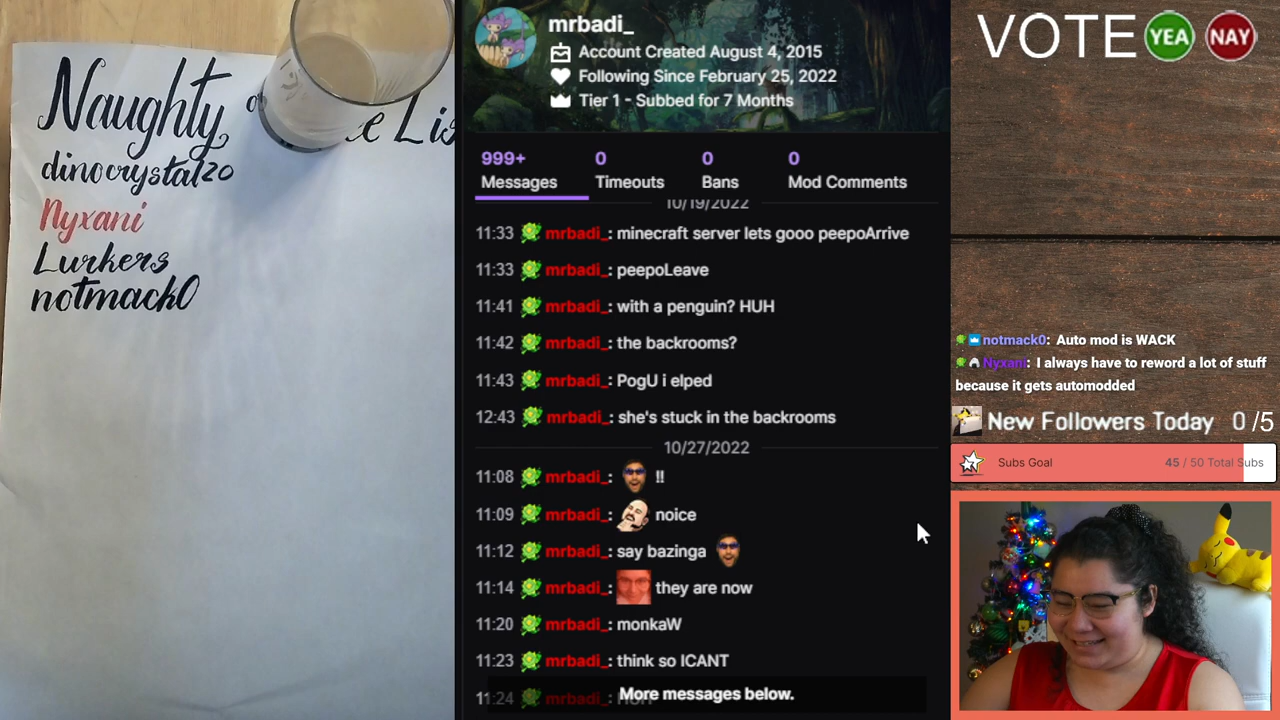 Naughty
dinocrystal20
Nyxani
Lurkers
notmack0
mrbadi_
Account Created August 4, 2015
Following Since February 25, 2022
Tier 1 - Subbed for 7 Months
999+ Messages
0 Timeouts
0 Bans
0 Mod Comments
10/19/2022
11:33 mrbadi_: minecraft server lets gooo peepoArrive
11:33 mrbadi_: peepoLeave
11:41 mrbadi_: with a penguin? HUH
11:42 mrbadi_: the backrooms?
11:43 mrbadi_: PogU i elped
12:43 mrbadi_: she's stuck in the backrooms
10/27/2022
11:08 mrbadi_: !!
11:09 mrbadi_: noice
11:12 mrbadi_: say bazinga
11:14 mrbadi_: they are now
11:20 mrbadi_: monkaW
11:23 mrbadi_: think so ICANT
11:24 mrbadi_:
More messages below.
VOTE YEA NAY
notmack0: Auto mod is WACK
Nyxani: I always have to reword a lot of stuff
because it gets automodded
New Followers Today 0 /5
Subs Goal 45 / 50 Total Subs